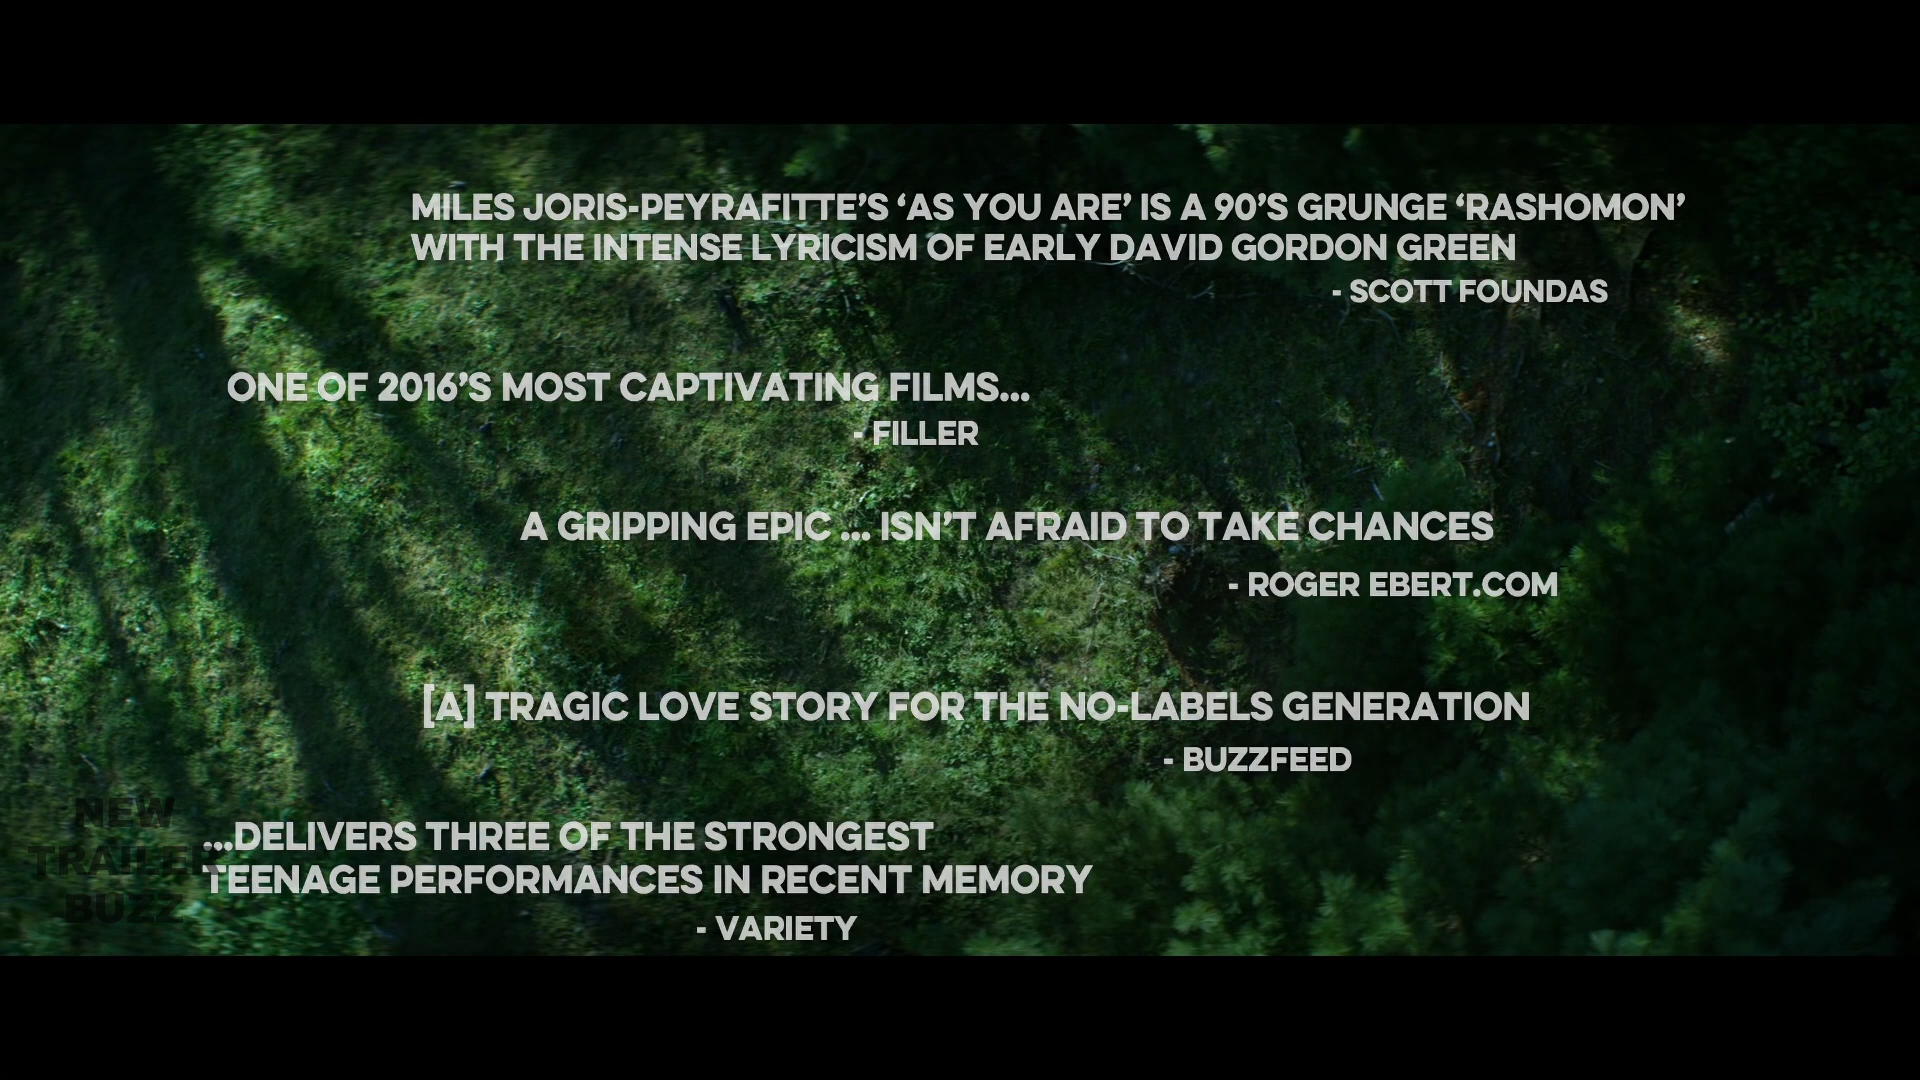 MILES JORIS-PEYRAFITTE’S ‘AS YOU ARE’ IS A 90’S GRUNGE ‘RASHOMON’
WITH THE INTENSE LYRICISM OF EARLY DAVID GORDON GREEN
- SCOTT FOUNDAS
ONE OF 2016’S MOST CAPTIVATING FILMS...
- FILLER
A GRIPPING EPIC ... ISN’T AFRAID TO TAKE CHANCES
- ROGER EBERT.COM
[A] TRAGIC LOVE STORY FOR THE NO-LABELS GENERATION
- BUZZFEED
...DELIVERS THREE OF THE STRONGEST
TEENAGE PERFORMANCES IN RECENT MEMORY
- VARIETY
NEW
TRAILER
BUZZ